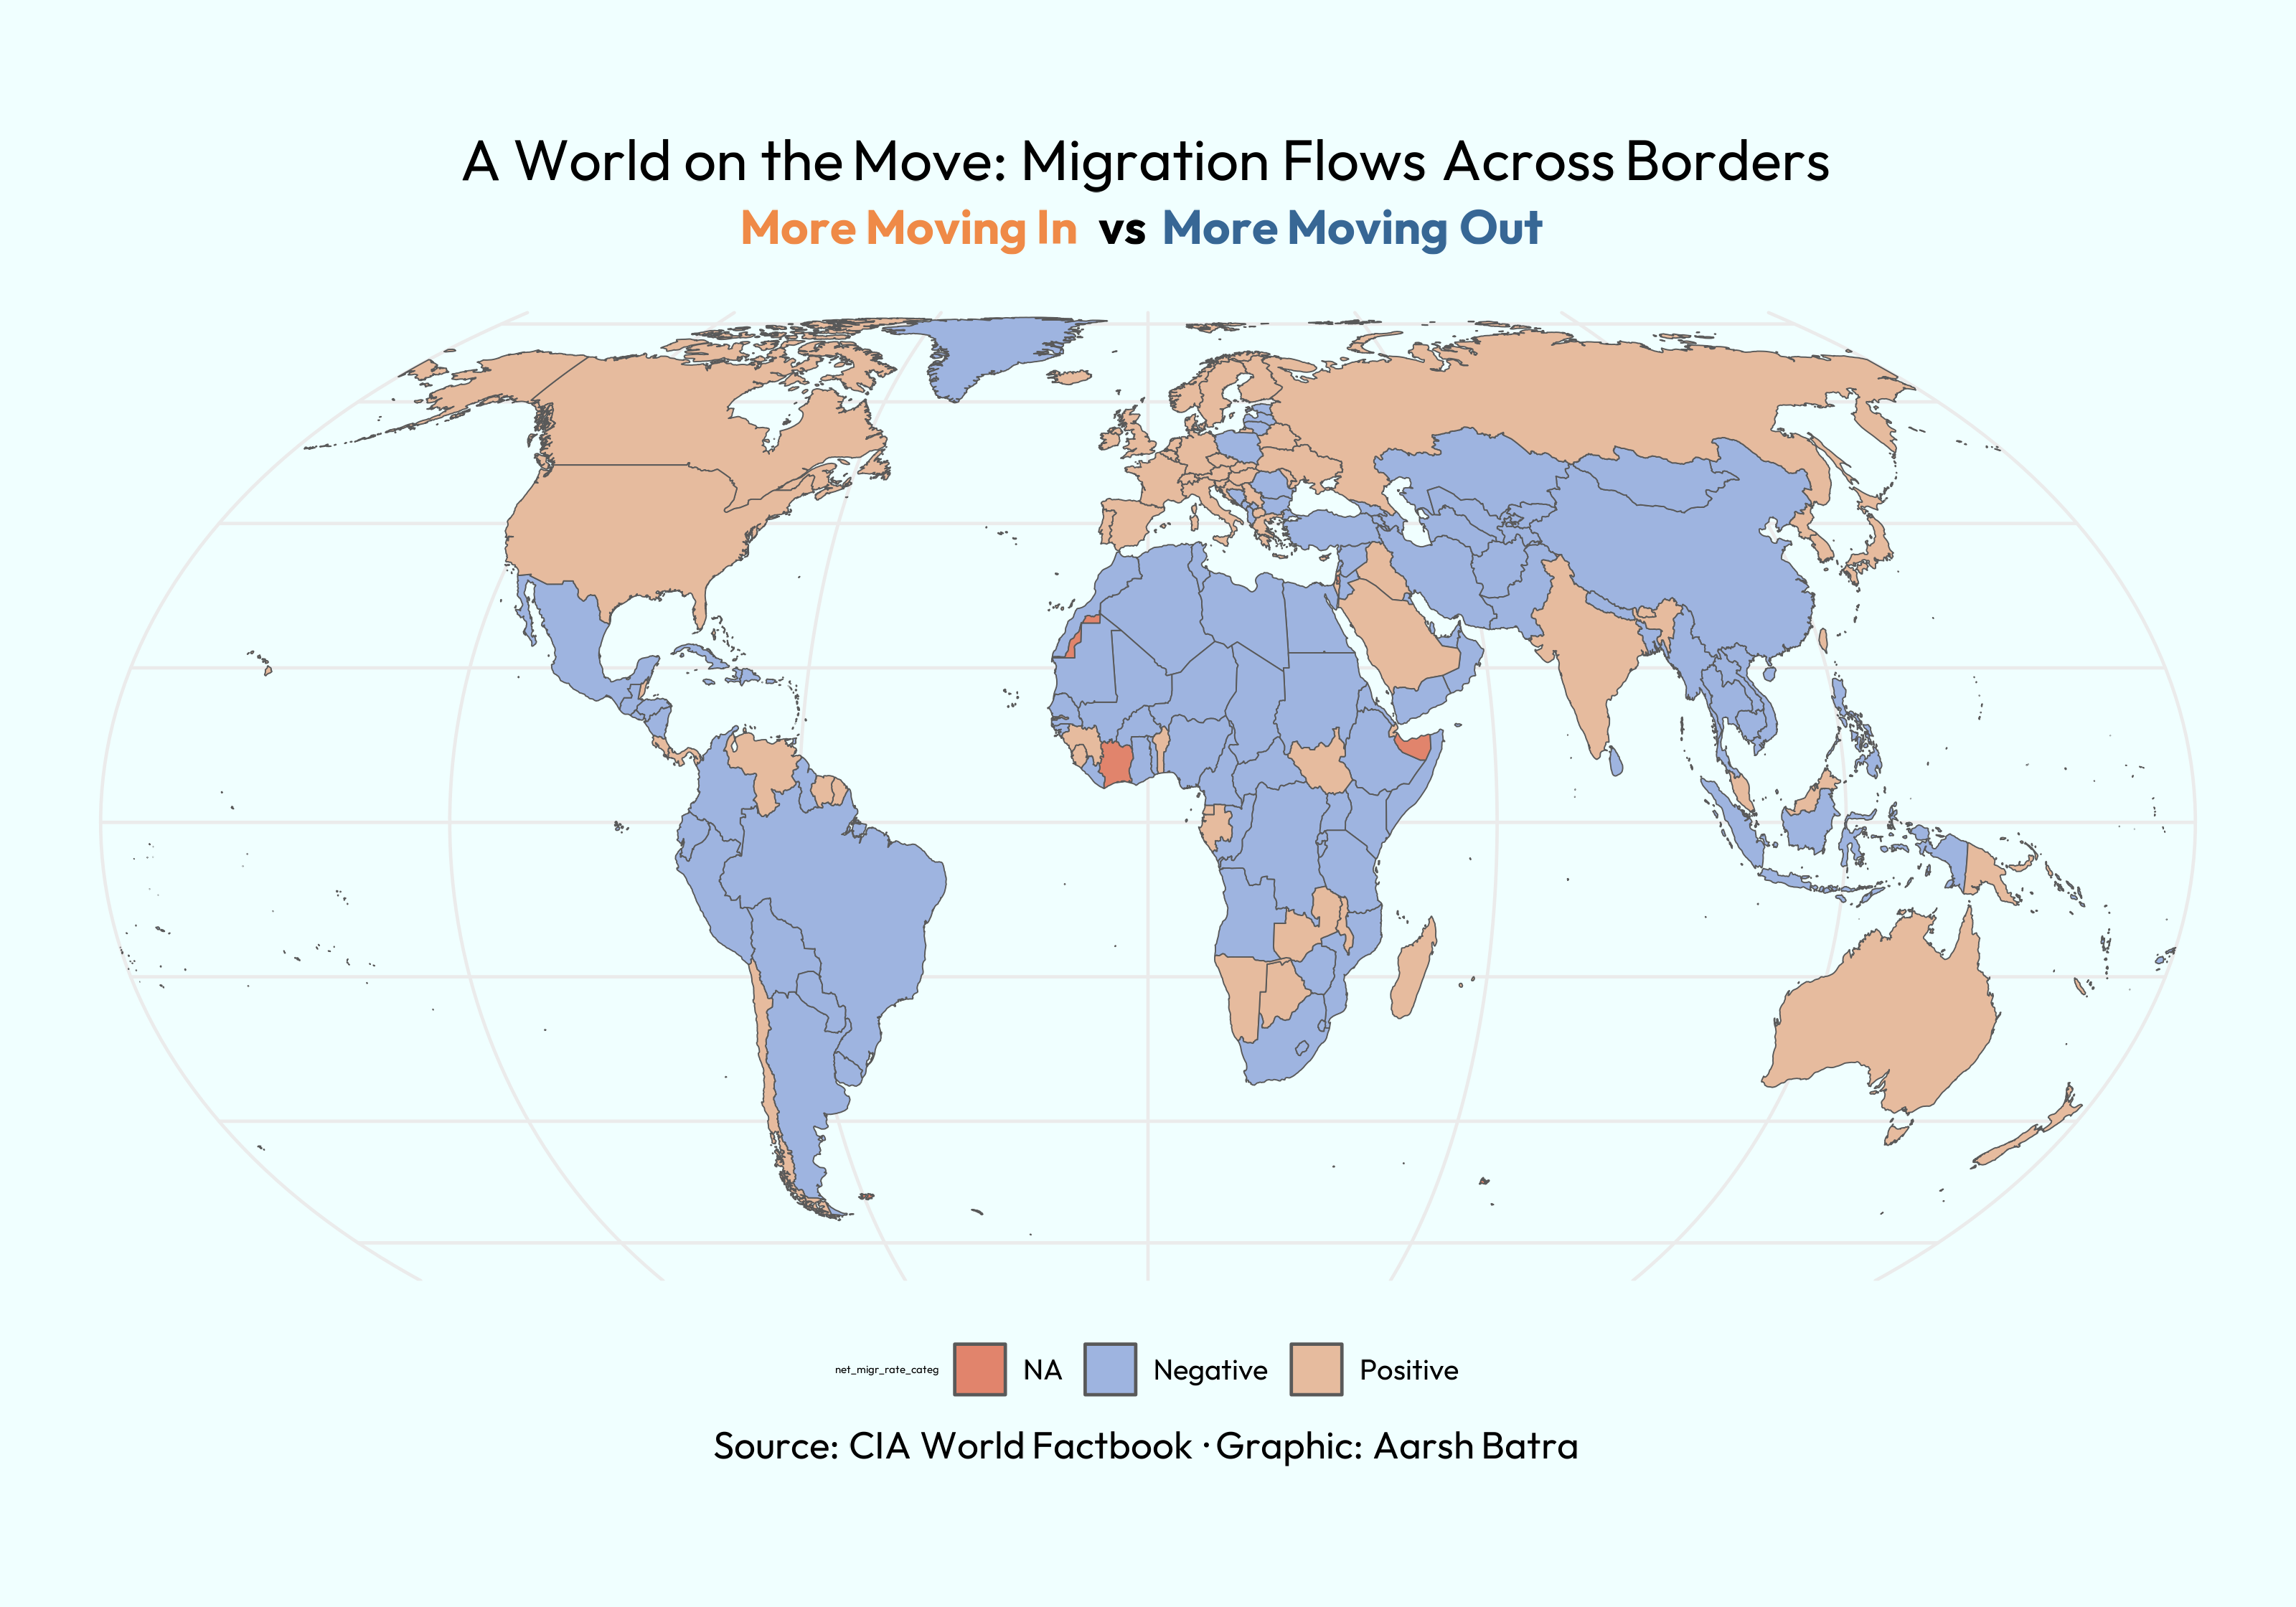 A World on the Move: Migration Flows Across Borders
More Moving In vs More Moving Out
net_migr_rate_categ NA Negative Positive
Source: CIA World Factbook · Graphic: Aarsh Batra